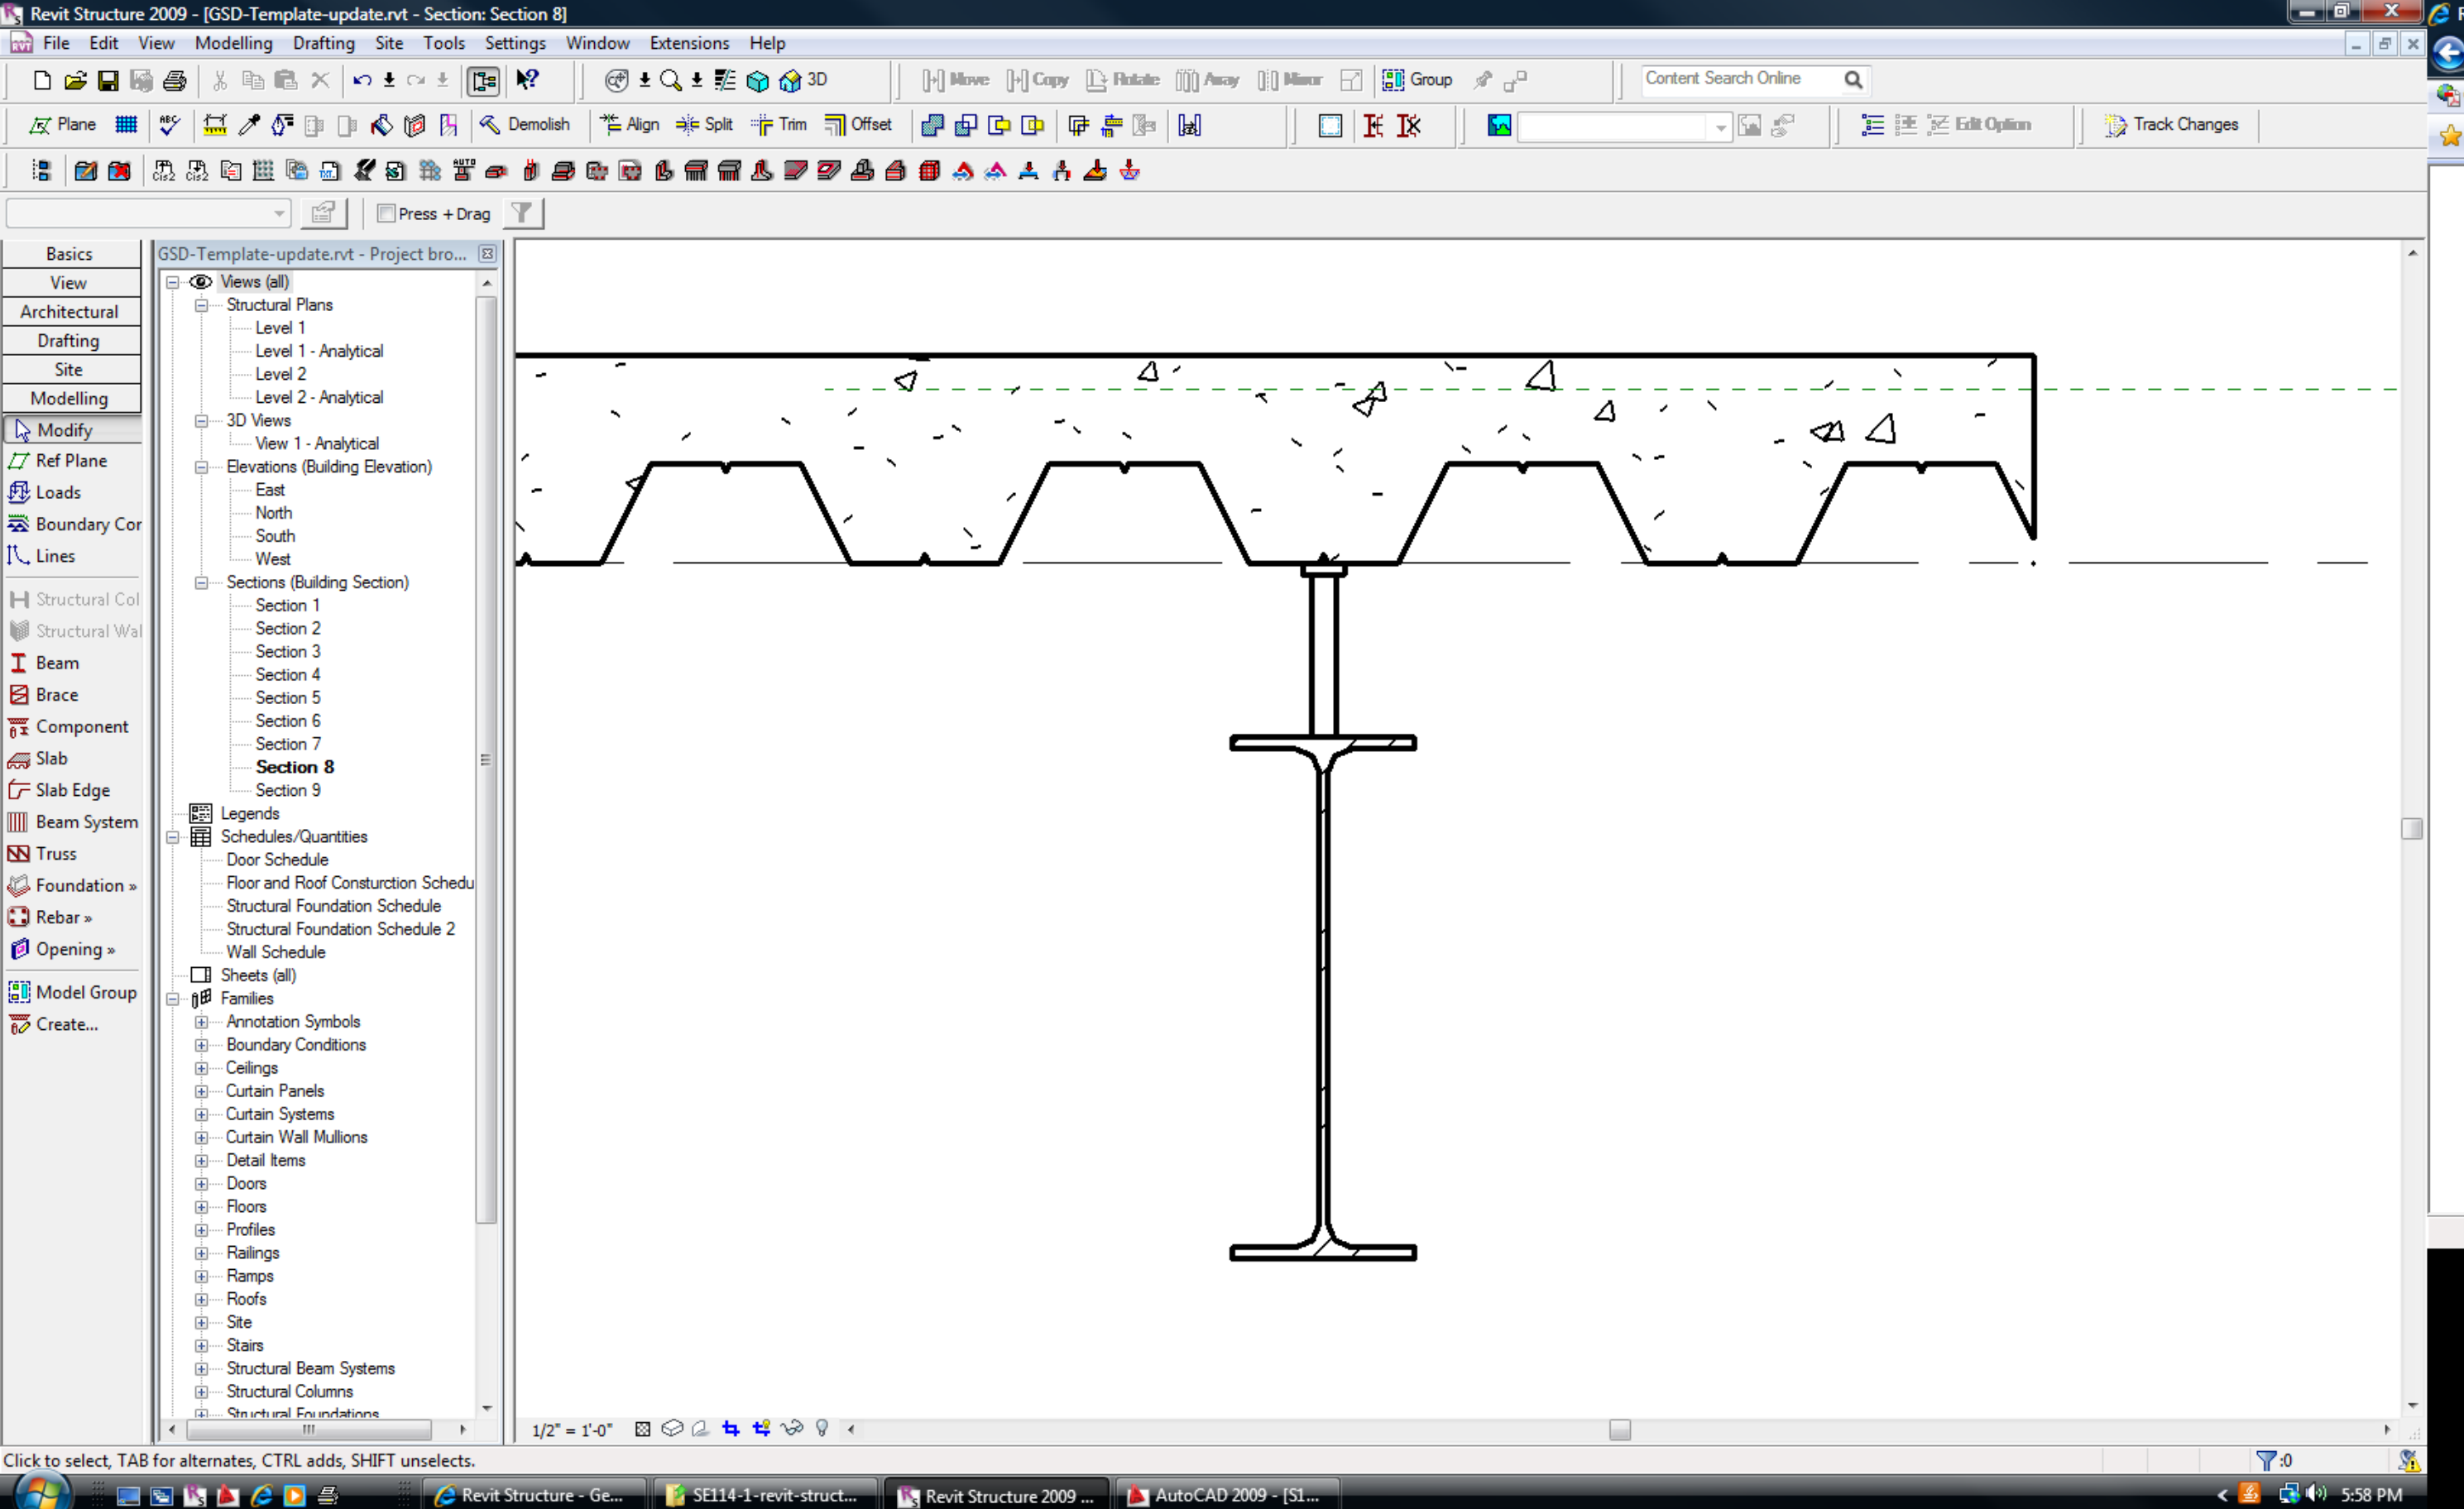 Revit Structure 2009 - [GSD-Template-update.rvt - Section: Section 8]
File Edit View Modelling Drafting Site Tools Settings Window Extensions Help
3D Move Copy Rotate Array Mirror Group Content Search Online
Plane Demolish Align Split Trim Offset Edit Option Track Changes
Press + Drag
Basics
View
Architectural
Drafting
Site
Modelling
Modify
Ref Plane
Loads
Boundary Cor
Lines
Structural Col
Structural Wal
Beam
Brace
Component
Slab
Slab Edge
Beam System
Truss
Foundation »
Rebar »
Opening »
Model Group
Create...
GSD-Template-update.rvt - Project bro...
Views (all)
Structural Plans
Level 1
Level 1 - Analytical
Level 2
Level 2 - Analytical
3D Views
View 1 - Analytical
Elevations (Building Elevation)
East
North
South
West
Sections (Building Section)
Section 1
Section 2
Section 3
Section 4
Section 5
Section 6
Section 7
Section 8
Section 9
Legends
Schedules/Quantities
Door Schedule
Floor and Roof Consturction Schedu
Structural Foundation Schedule
Structural Foundation Schedule 2
Wall Schedule
Sheets (all)
Families
Annotation Symbols
Boundary Conditions
Ceilings
Curtain Panels
Curtain Systems
Curtain Wall Mullions
Detail Items
Doors
Floors
Profiles
Railings
Ramps
Roofs
Site
Stairs
Structural Beam Systems
Structural Columns
Structural Foundations
1/2" = 1'-0"
Click to select, TAB for alternates, CTRL adds, SHIFT unselects.
:0
Revit Structure - Ge...
SE114-1-revit-struct...
Revit Structure 2009 ...
AutoCAD 2009 - [S1...
5:58 PM